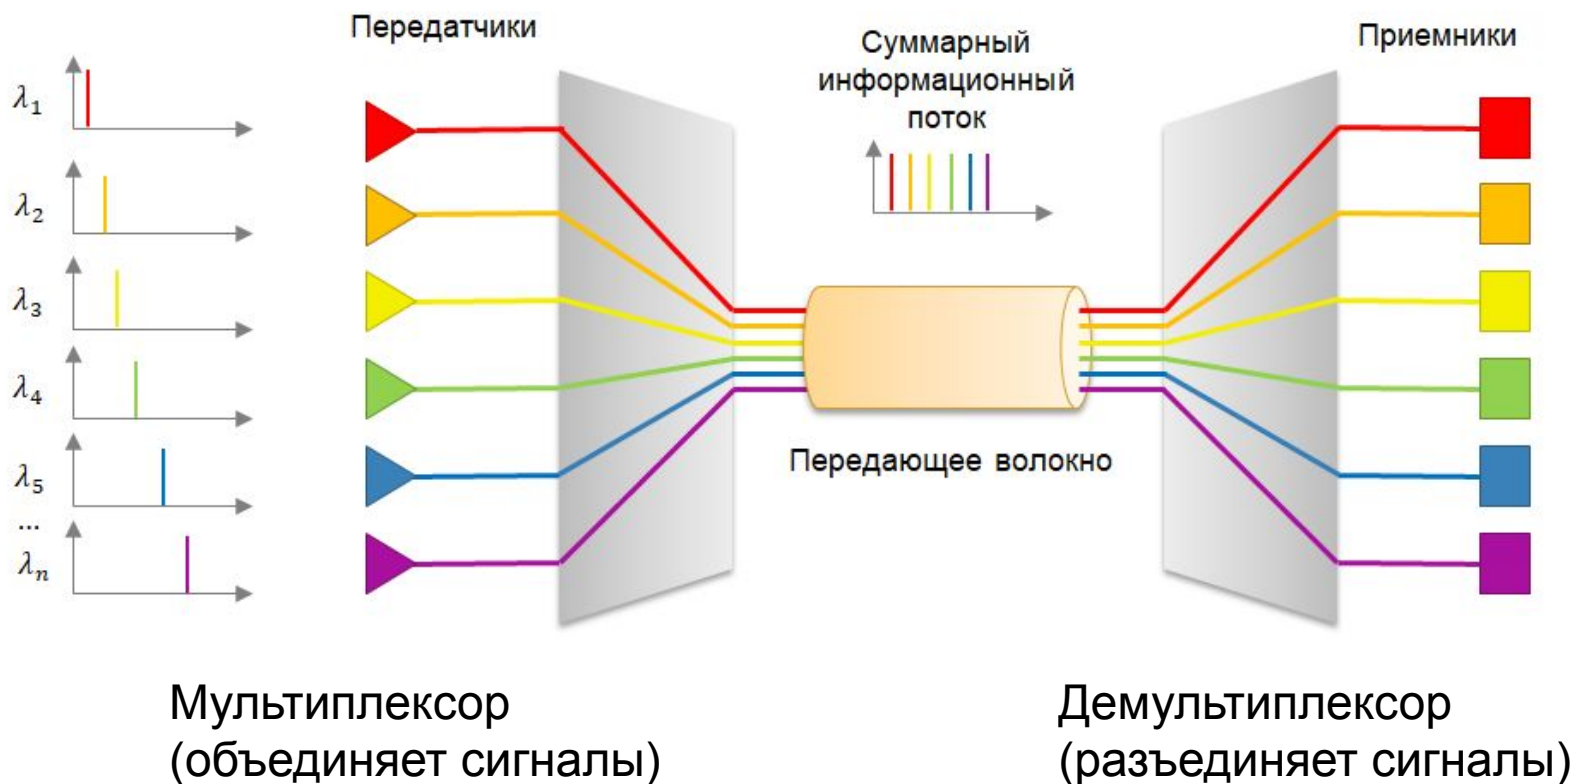 Передатчики
Суммарный
информационный
поток
Приемники
λ1
λ2
λ3
λ4
λ5
...
λn
Передающее волокно
Мультиплексор
(объединяет сигналы)
Демультиплексор
(разъединяет сигналы)